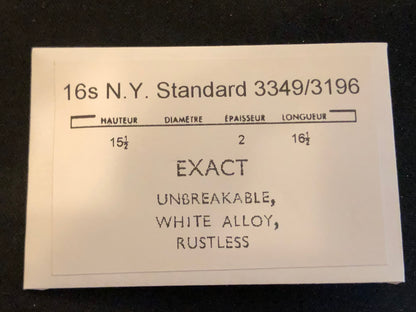 16s N.Y. Standard 3349/3196
HAUTEUR DIAMÈTRE ÉPAISSEUR LONGUEUR
15½ 2 16½
EXACT
UNBREAKABLE,
WHITE ALLOY,
RUSTLESS